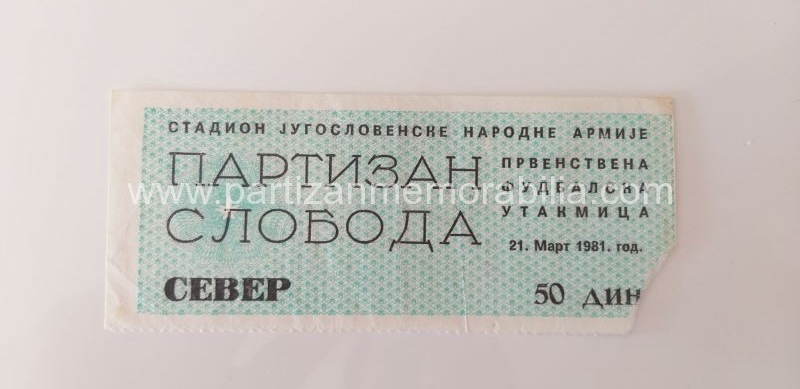 СТАДИОН ЈУГОСЛОВЕНСКЕ НАРОДНЕ АРМИЈЕ
ПАРТИЗАН
СЛОБОДА
ПРВЕНСТВЕНА
ФУДБАЛСКА
УТАКМИЦА
21. Март 1981. год.
СЕВЕР
50 ДИН
www.partizanmemorabilia.com